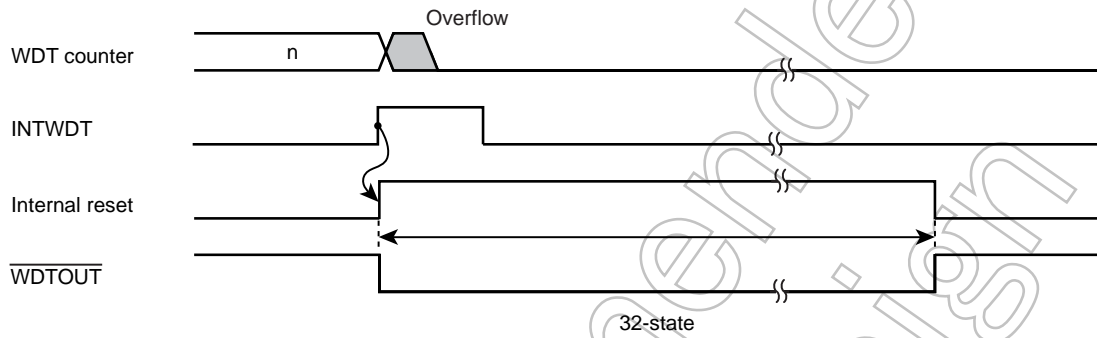 Overflow
WDT counter n
INTWDT
Internal reset
WDTOUT
32-state